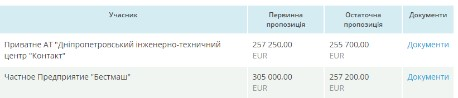 Учасник Первинна пропозиція Остаточна пропозиція Документи
Приватне АТ "Дніпропетровський інженерно-технічний центр "Контакт" 257 250.00 EUR 255 700.00 EUR Документи
Частное Предприятие "Бестмаш" 305 000.00 EUR 257 200.00 EUR Документи